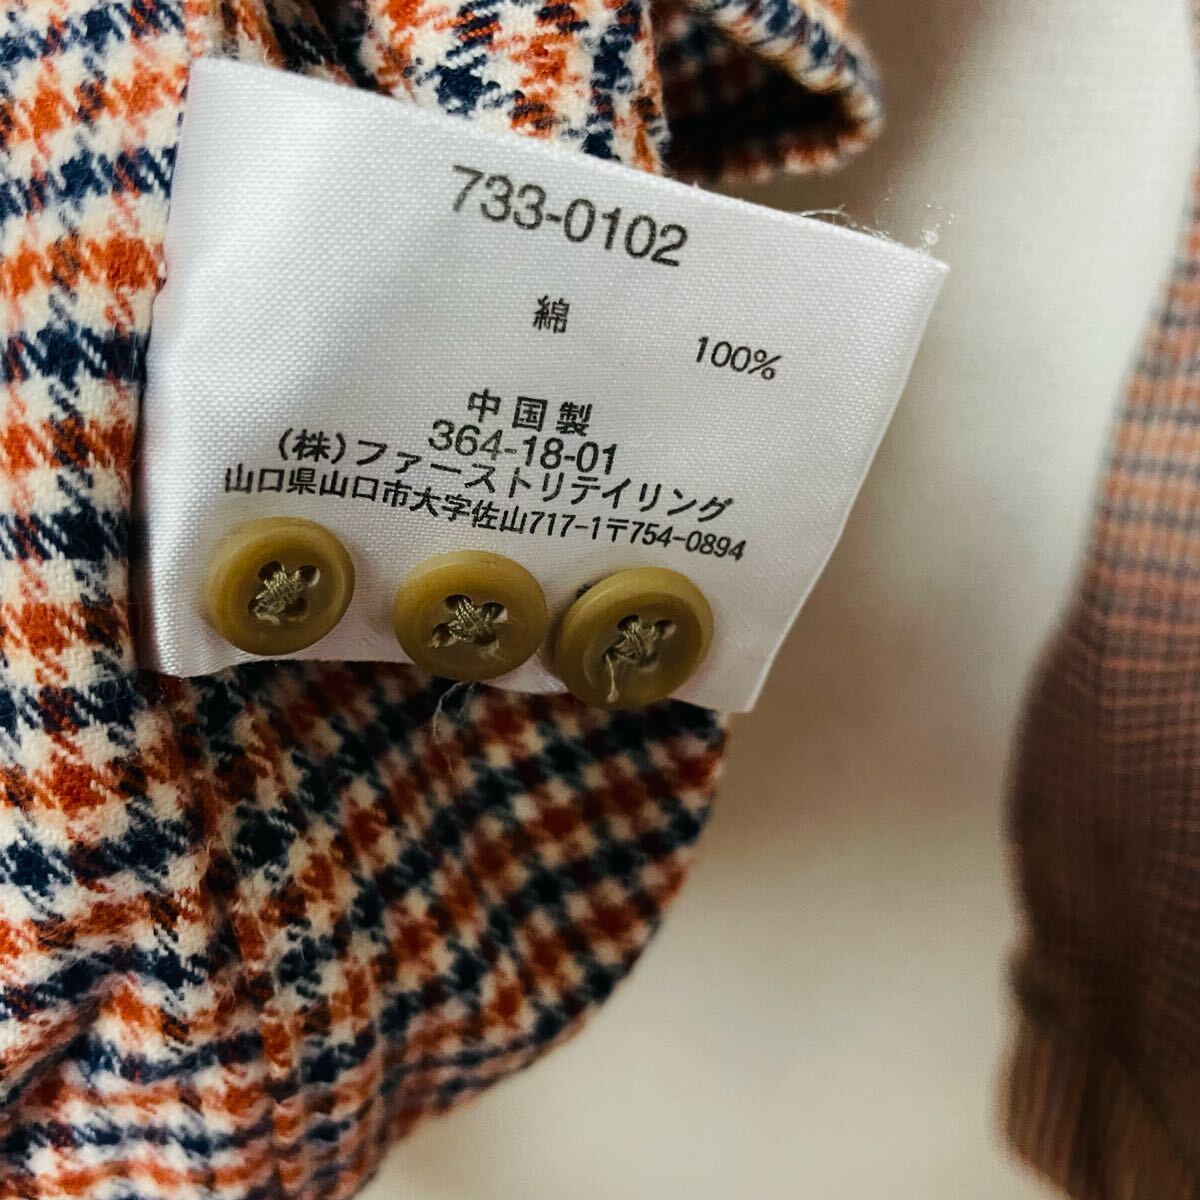 733-0102
綿
100%
中国製
364-18-01
(株)ファーストリテイリング
山口県山口市大字佐山717-1〒754-0894